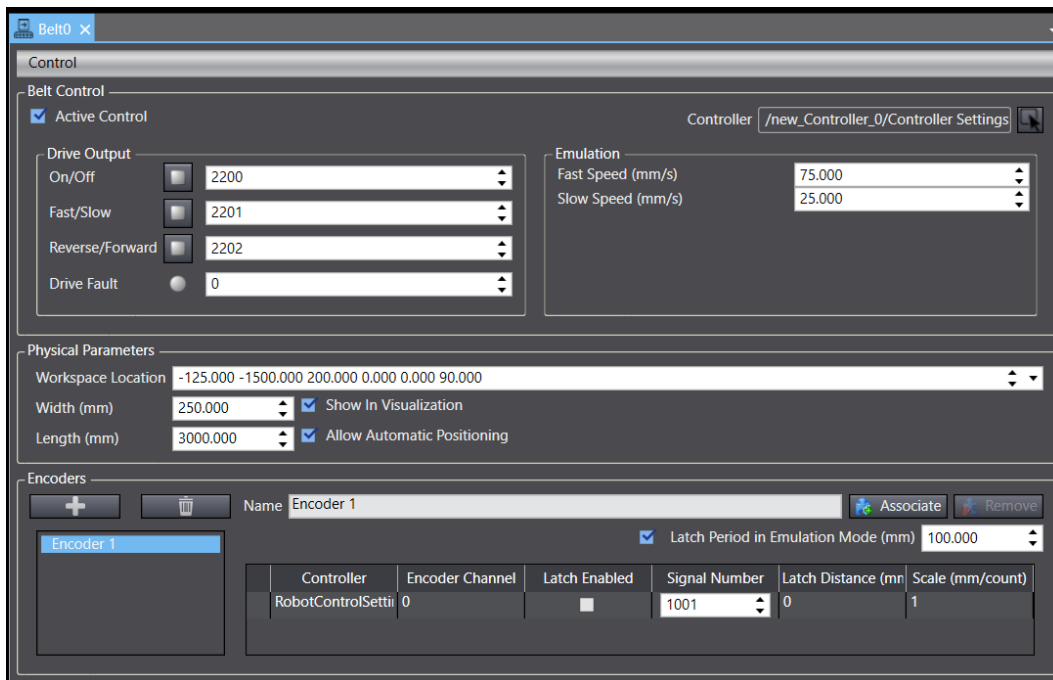 Belt0
Control
Belt Control
Active Control
Controller /new_Controller_0/Controller Settings
Drive Output
On/Off 2200
Fast/Slow 2201
Reverse/Forward 2202
Drive Fault 0
Emulation
Fast Speed (mm/s) 75.000
Slow Speed (mm/s) 25.000
Physical Parameters
Workspace Location -125.000 -1500.000 200.000 0.000 0.000 90.000
Width (mm) 250.000 Show In Visualization
Length (mm) 3000.000 Allow Automatic Positioning
Encoders
Name Encoder 1 Associate Remove
Encoder 1
Latch Period in Emulation Mode (mm) 100.000
Controller Encoder Channel Latch Enabled Signal Number Latch Distance (mm Scale (mm/count)
RobotControlSetti 0 1001 0 1